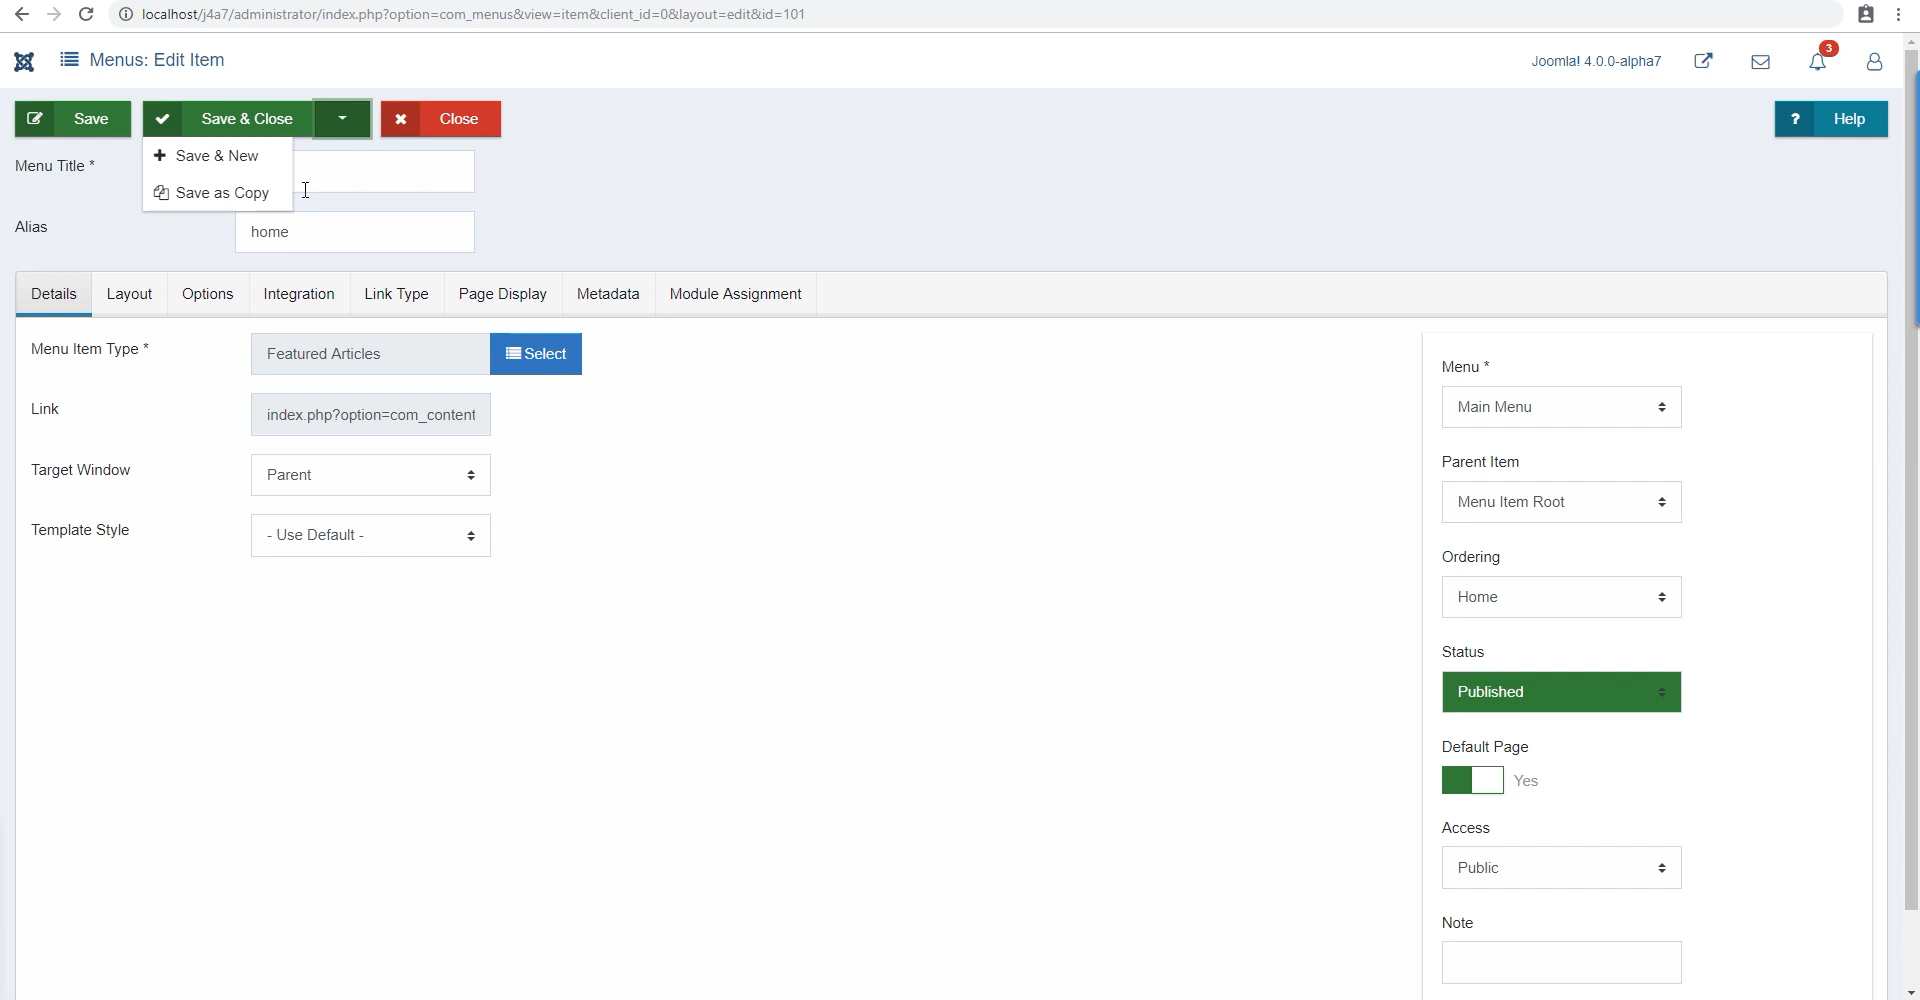 localhost/j4a7/administrator/index.php?option=com_menus&view=item&client_id=0&layout=edit&id=101
Menus: Edit Item
Joomla! 4.0.0-alpha7
3
Save
Save & Close
Close
? Help
Save & New
Menu Title *
Save as Copy
Alias
home
Details
Layout
Options
Integration
Link Type
Page Display
Metadata
Module Assignment
Menu Item Type *
Featured Articles
Select
Link
index.php?option=com_content
Target Window
Parent
Template Style
- Use Default -
Menu *
Main Menu
Parent Item
Menu Item Root
Ordering
Home
Status
Published
Default Page
Yes
Access
Public
Note